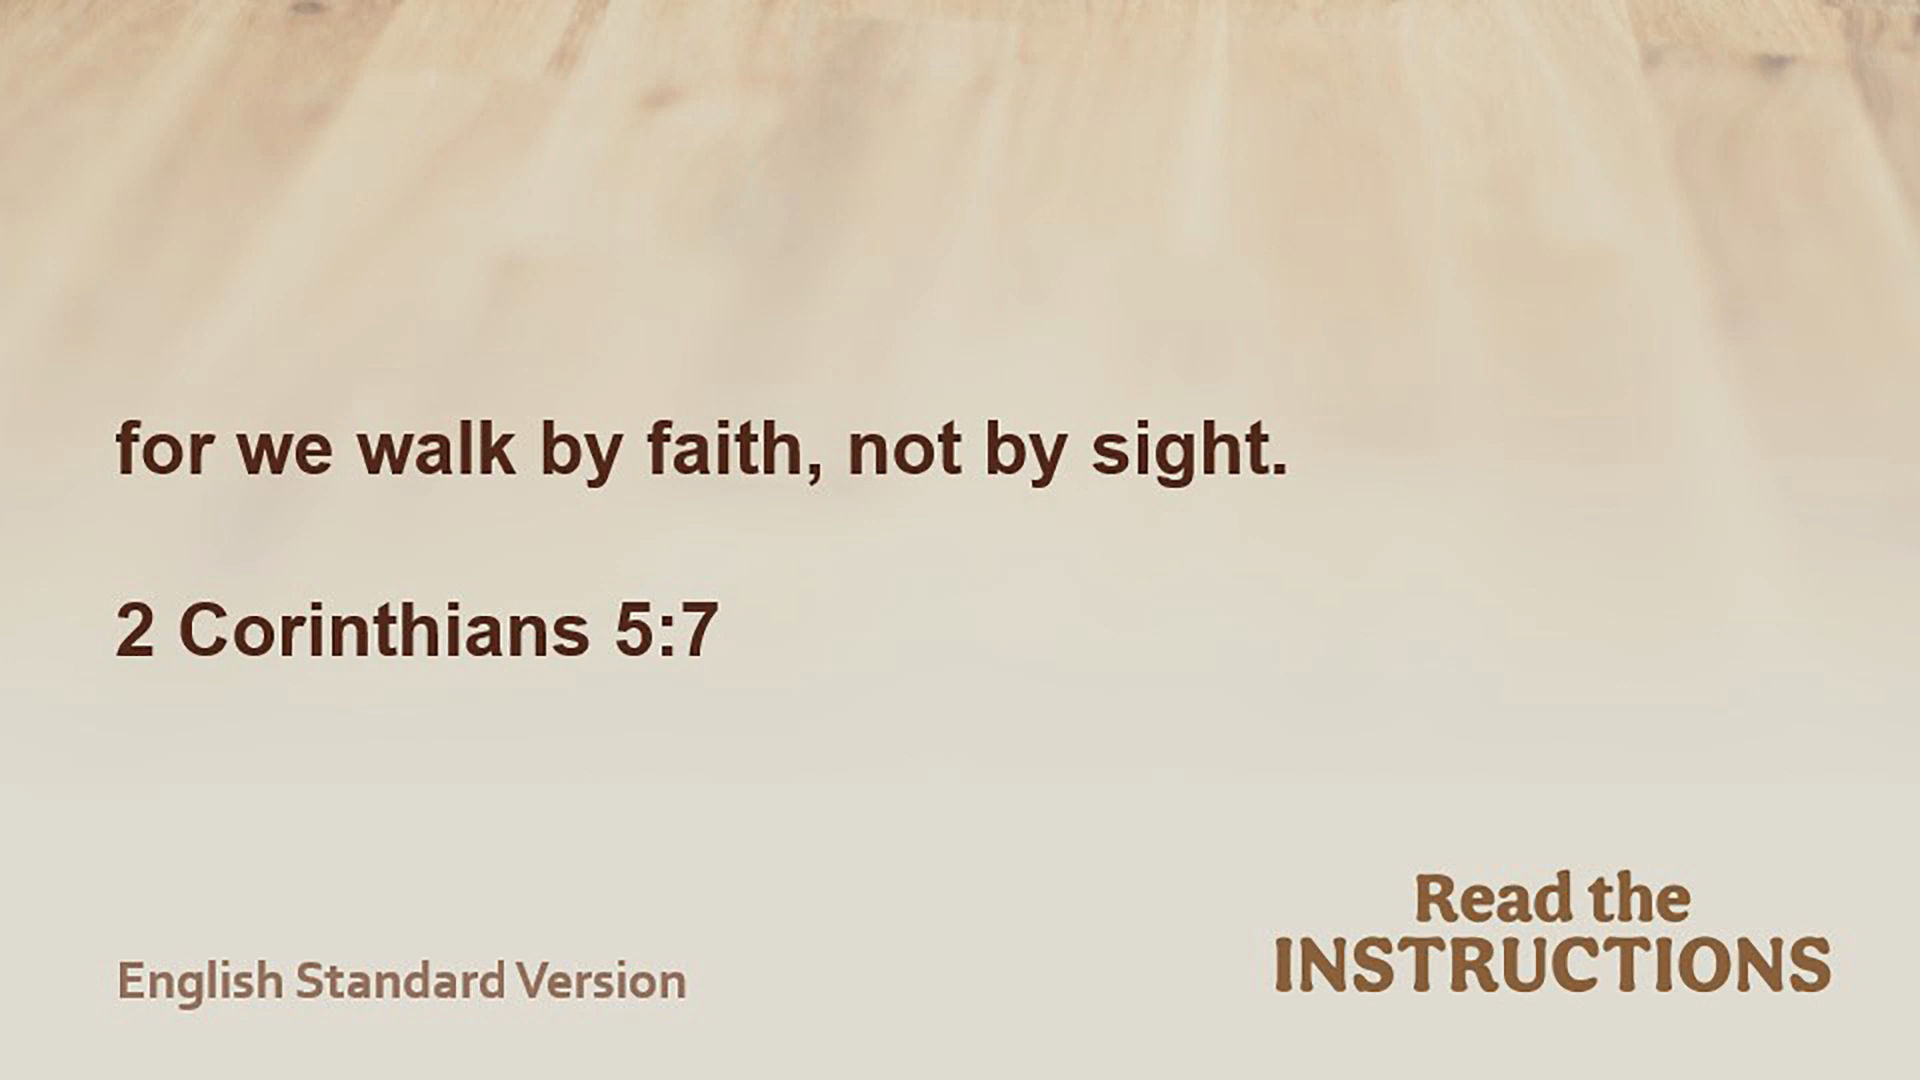 for we walk by faith, not by sight.
2 Corinthians 5:7
English Standard Version
Read the
INSTRUCTIONS